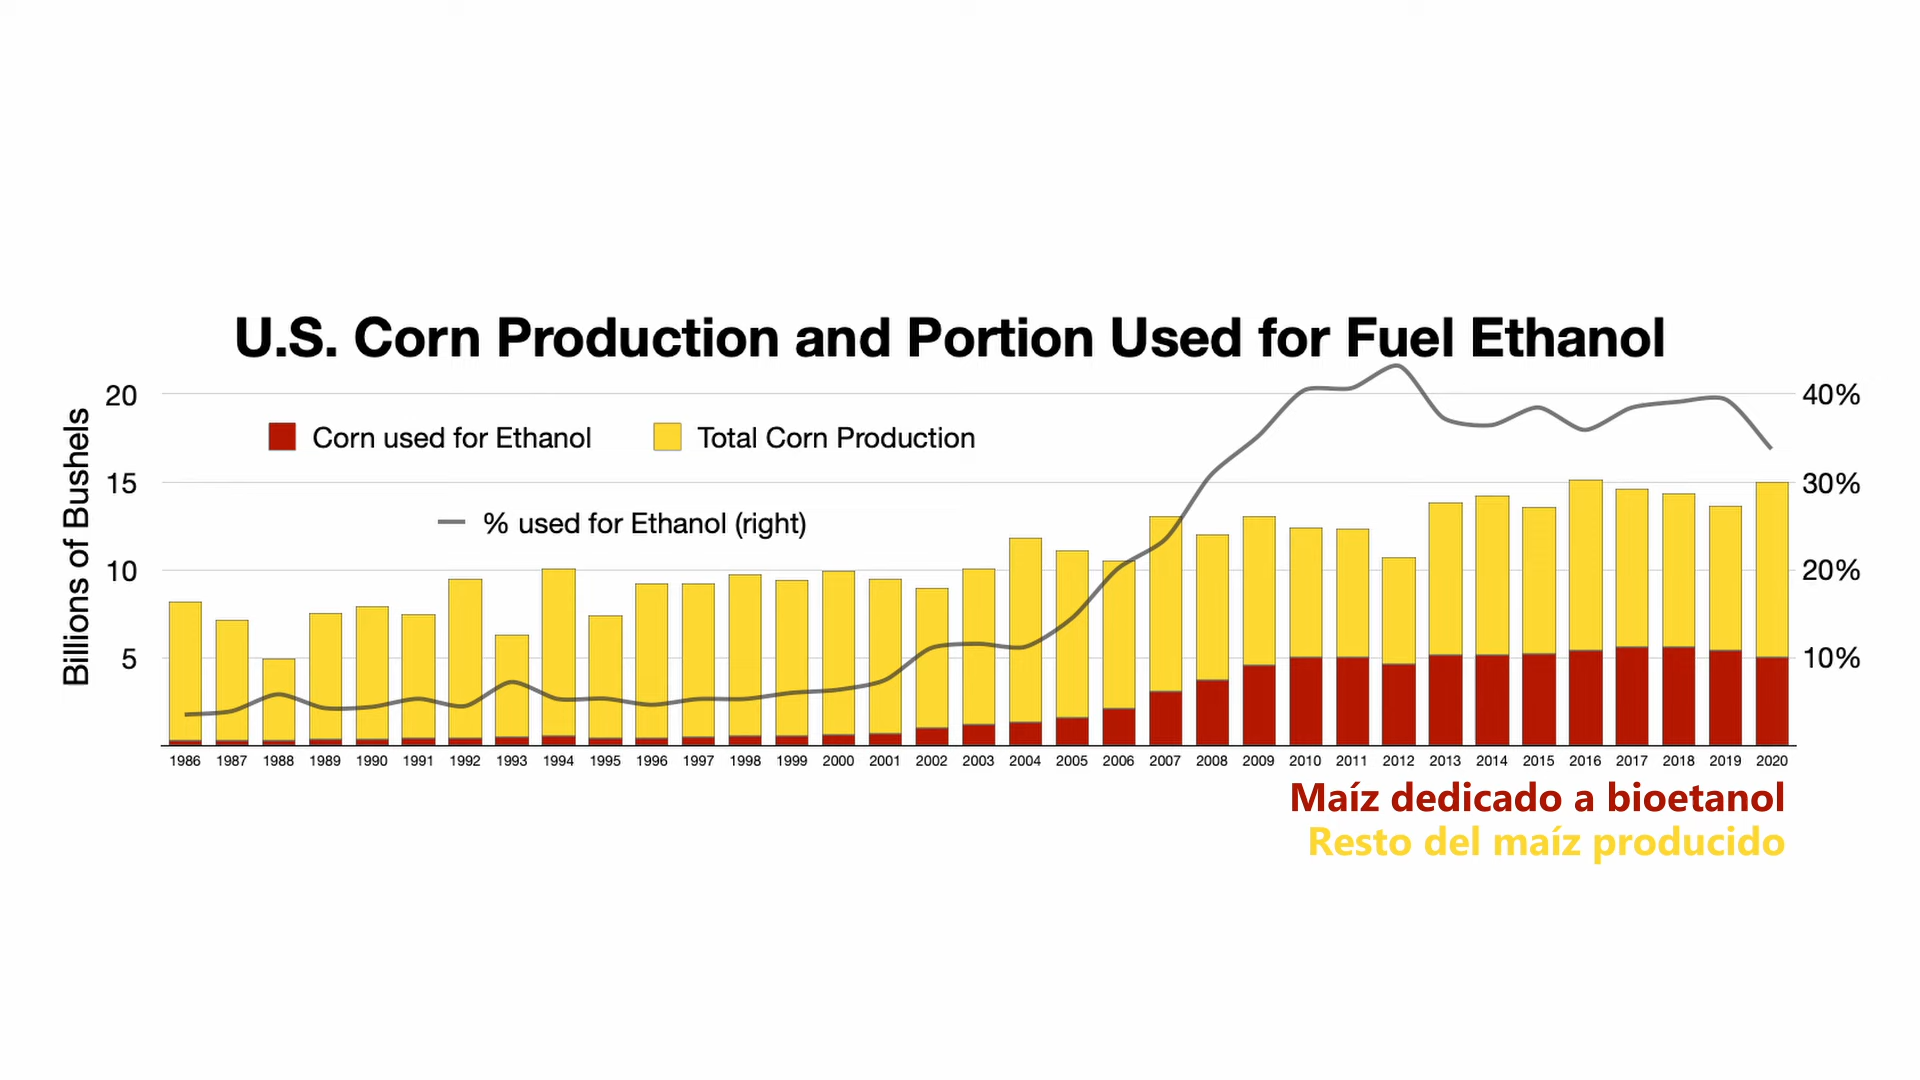 U.S. Corn Production and Portion Used for Fuel Ethanol
Billions of Bushels
20
15
10
5
Corn used for Ethanol
Total Corn Production
% used for Ethanol (right)
40%
30%
20%
10%
1986 1987 1988 1989 1990 1991 1992 1993 1994 1995 1996 1997 1998 1999 2000 2001 2002 2003 2004 2005 2006 2007 2008 2009 2010 2011 2012 2013 2014 2015 2016 2017 2018 2019 2020
Maíz dedicado a bioetanol
Resto del maíz producido